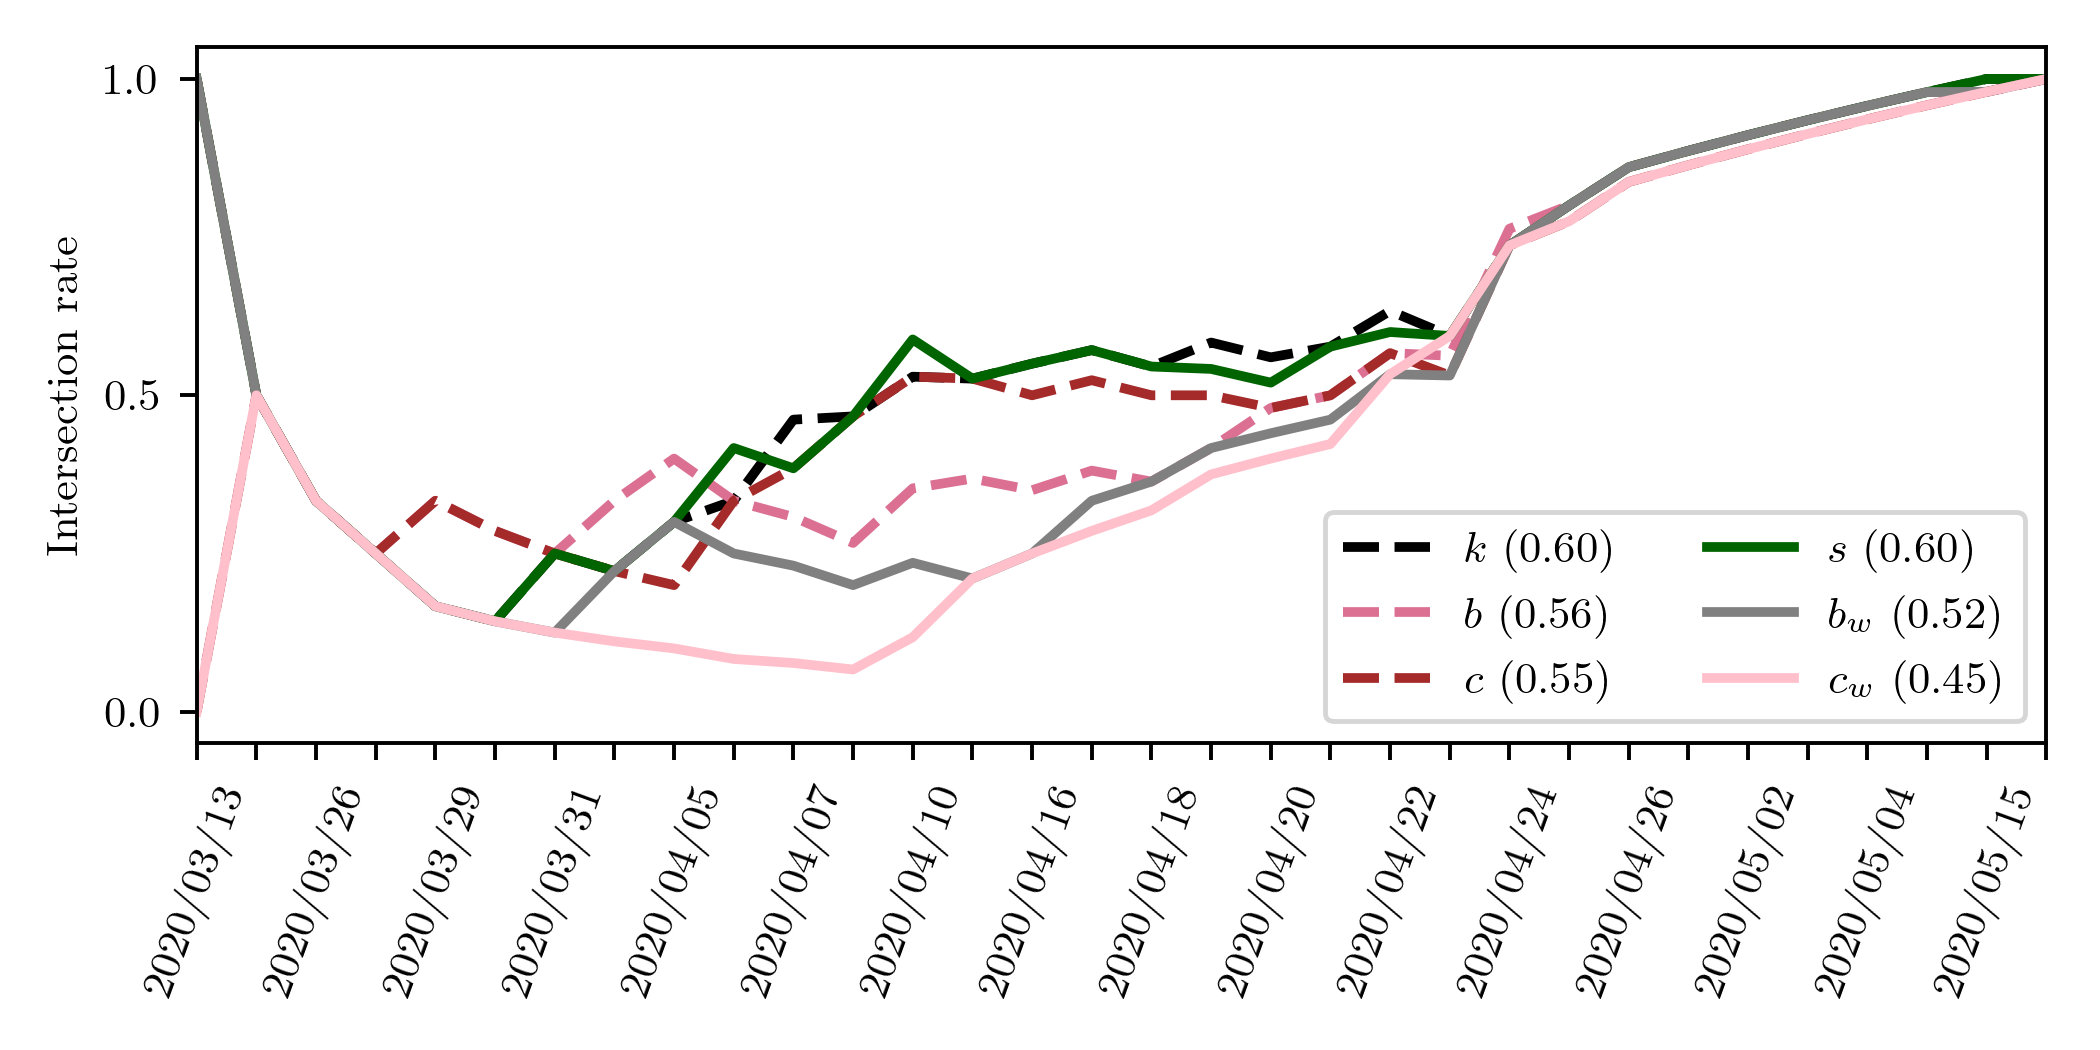 Intersection rate
1.0
0.5
0.0
k (0.60)
b (0.56)
c (0.55)
s (0.60)
b_w (0.52)
c_w (0.45)
2020/03/13
2020/03/26
2020/03/29
2020/03/31
2020/04/05
2020/04/07
2020/04/10
2020/04/16
2020/04/18
2020/04/20
2020/04/22
2020/04/24
2020/04/26
2020/05/02
2020/05/04
2020/05/15